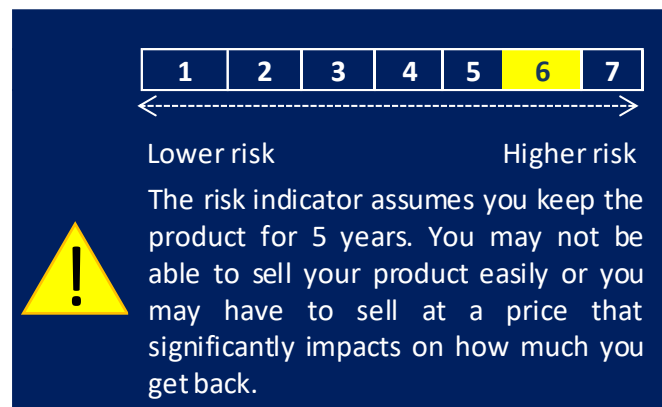 1 2 3 4 5 6 7
Lower risk Higher risk
The risk indicator assumes you keep the
product for 5 years. You may not be
able to sell your product easily or you
may have to sell at a price that
significantly impacts on how much you
get back.
!